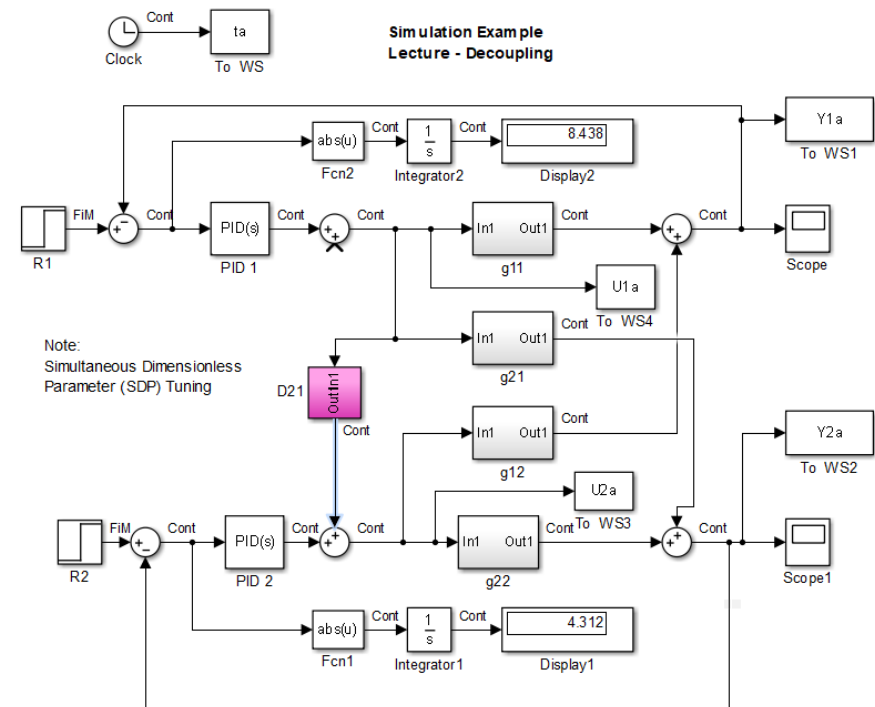 Simulation Example
Lecture - Decoupling
Cont
ta
Clock
To WS
Cont
Cont
abs(u)
1
s
8.438
Y1a
Fcn2
Integrator2
Display2
To WS1
FiM
Cont
Cont
Cont
Cont
Cont
PID(s)
In1
Out1
R1
PID 1
g11
Scope
U1a
Cont
To WS4
Note:
Simultaneous Dimensionless
Parameter (SDP) Tuning
In1
Out1
g21
D21
Out1
In1
Cont
Cont
In1
Out1
g12
Y2a
To WS2
U2a
To WS3
FiM
Cont
Cont
Cont
Cont
Cont
PID(s)
In1
Out1
R2
PID 2
g22
Scope1
Cont
Cont
abs(u)
1
s
4.312
Fcn1
Integrator1
Display1